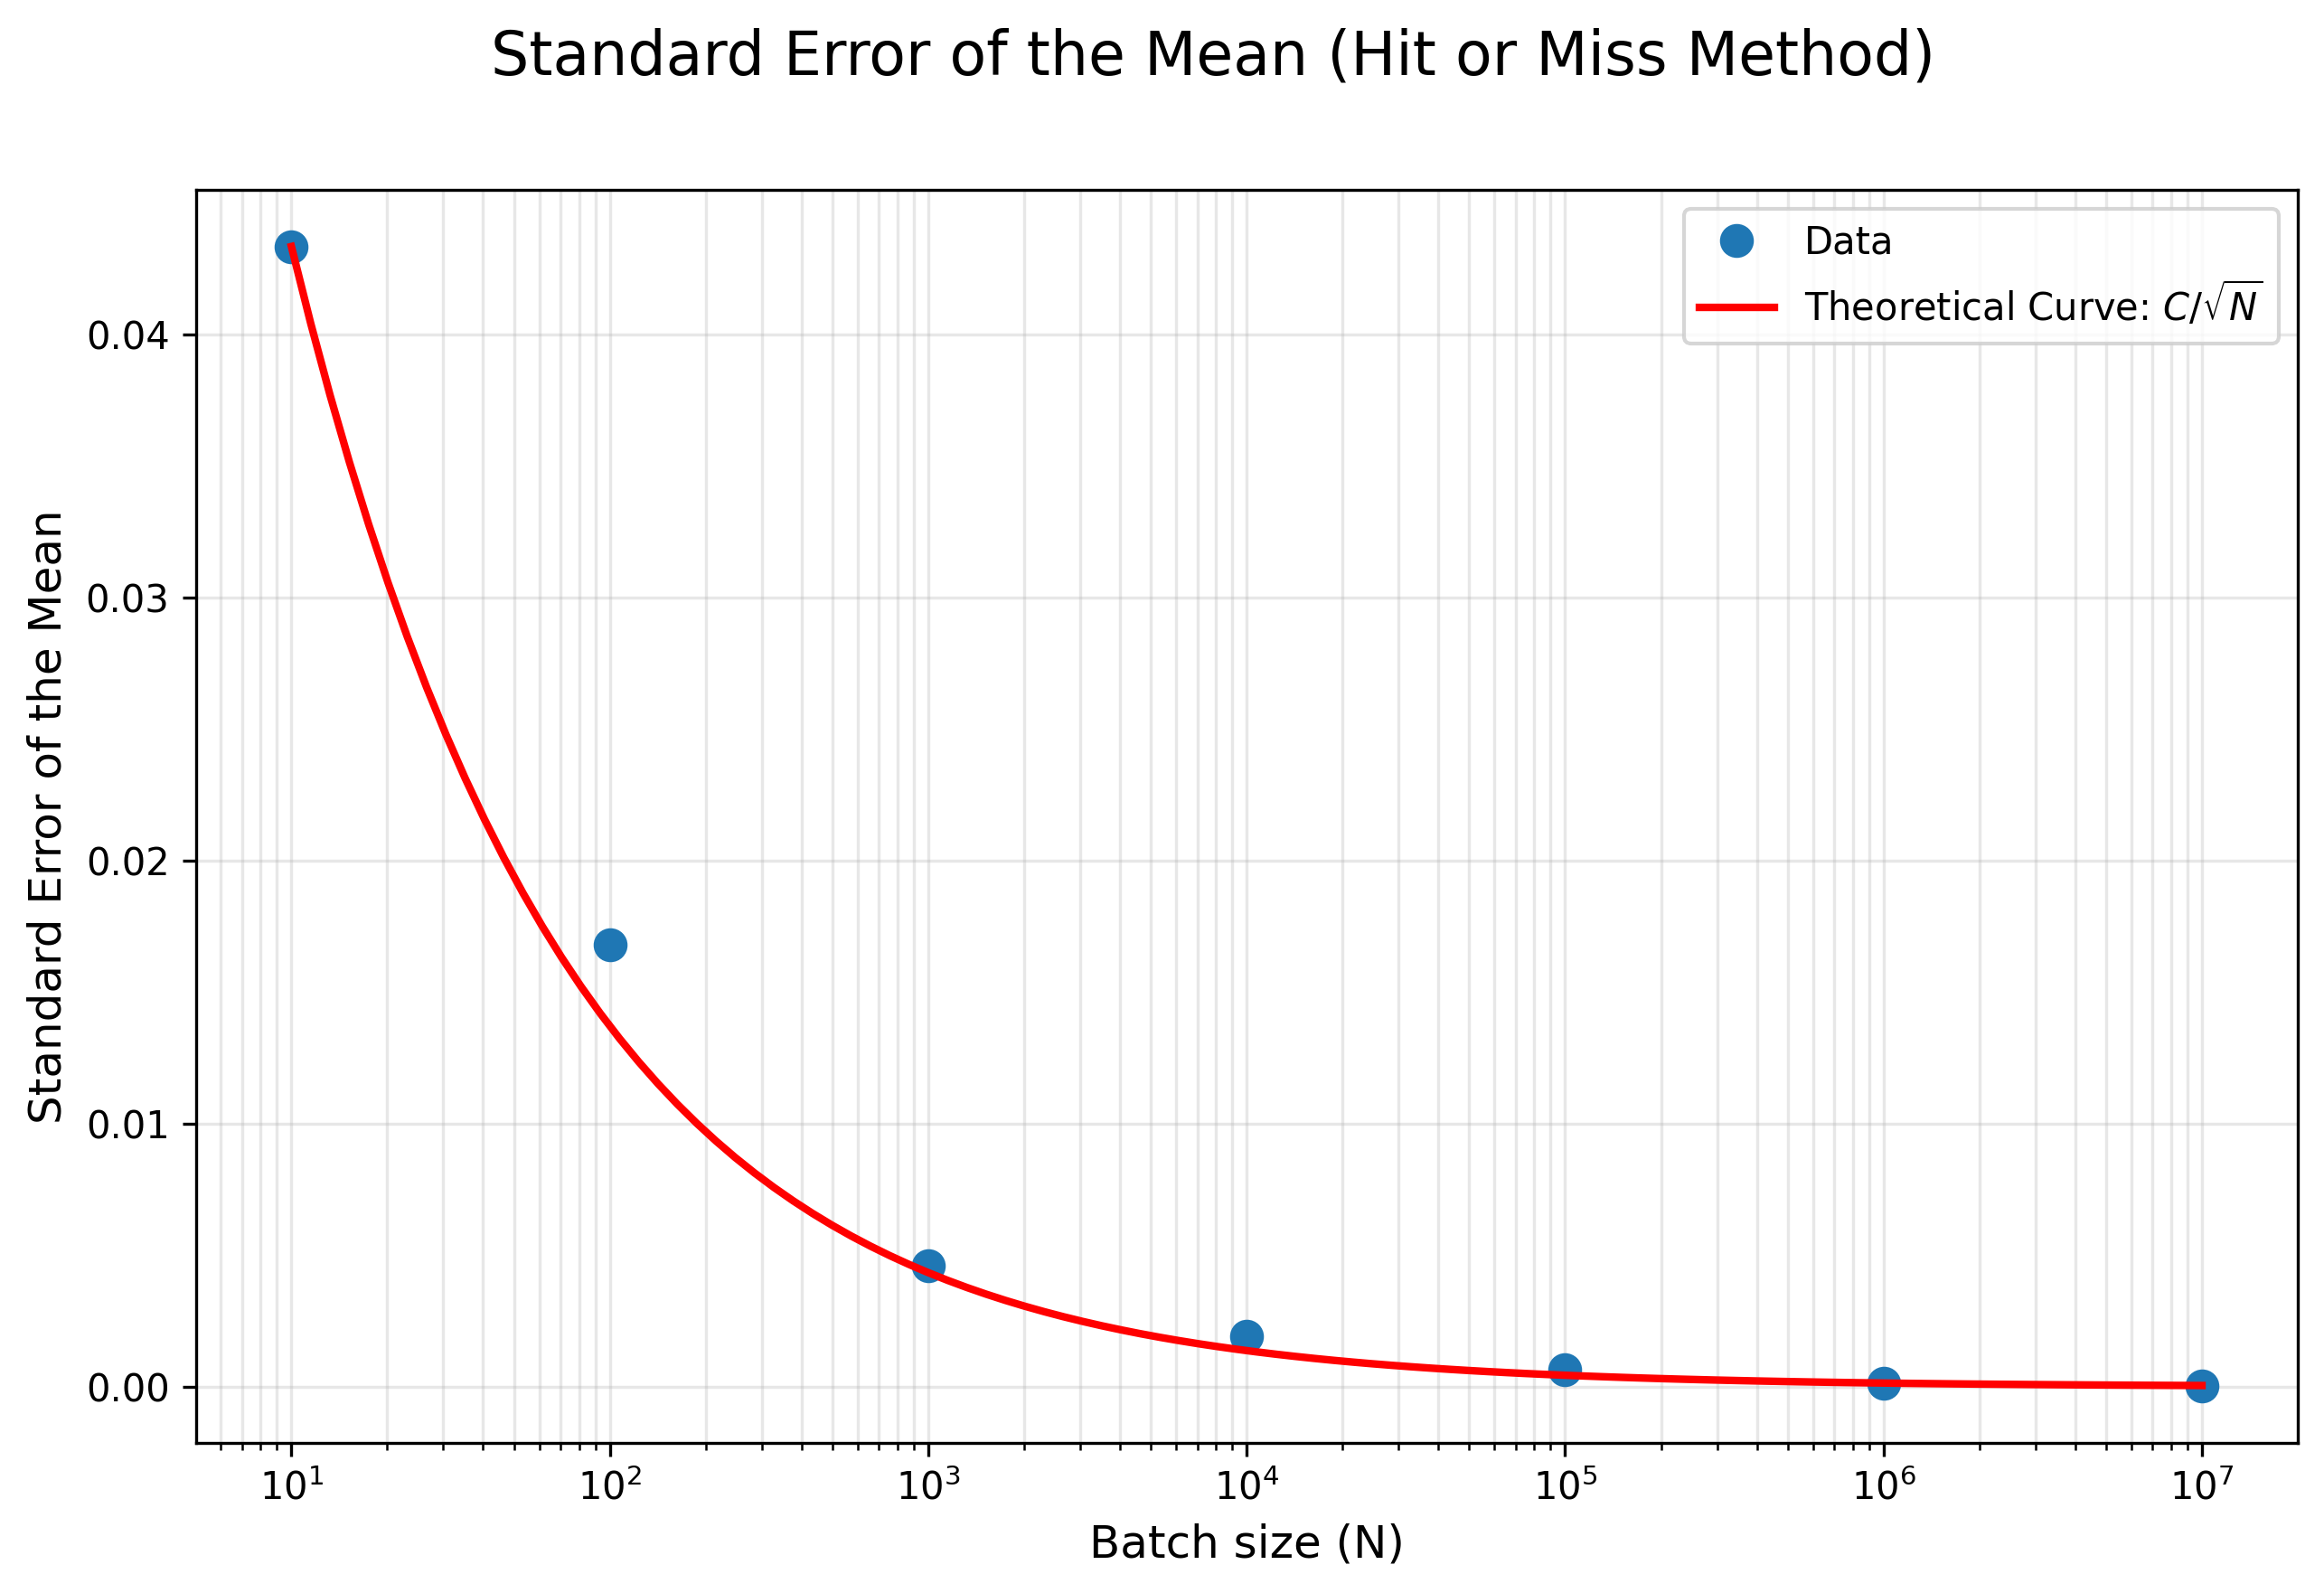 Standard Error of the Mean (Hit or Miss Method)
Data
Theoretical Curve: $C/\sqrt{N}$
Standard Error of the Mean
0.04
0.03
0.02
0.01
0.00
10¹ 10² 10³ 10⁴ 10⁵ 10⁶ 10⁷
Batch size (N)